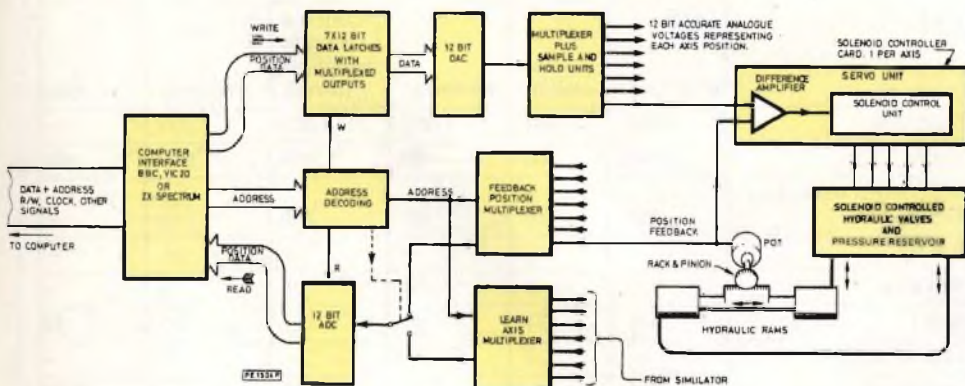 WRITE
POSITION
DATA
7X12 BIT
DATA LATCHES
WITH
MULTIPLEXED
OUTPUTS
DATA
12 BIT
DAC
MULTIPLEXER
PLUS
SAMPLE AND
HOLD UNITS
12 BIT ACCURATE ANALOGUE
VOLTAGES REPRESENTING
EACH AXIS POSITION.
SOLENOID CONTROLLER
CARD. 1 PER AXIS
SERVO UNIT
DIFFERENCE
AMPLIFIER
SOLENOID CONTROL
UNIT
W
COMPUTER
INTERFACE
BBC, VIC20
OR
ZX SPECTRUM
DATA + ADDRESS
R/W, CLOCK, OTHER
SIGNALS
TO COMPUTER
ADDRESS
ADDRESS
DECODING
ADDRESS
FEEDBACK
POSITION
MULTIPLEXER
POSITION
FEEDBACK
POT
RACK & PINION
SOLENOID CONTROLLED
HYDRAULIC VALVES
AND
PRESSURE RESERVOIR
HYDRAULIC RAMS
POSITION
DATA
READ
R
12 BIT
ADC
LEARN
AXIS
MULTIPLEXER
FROM SIMULATOR
PE1534P